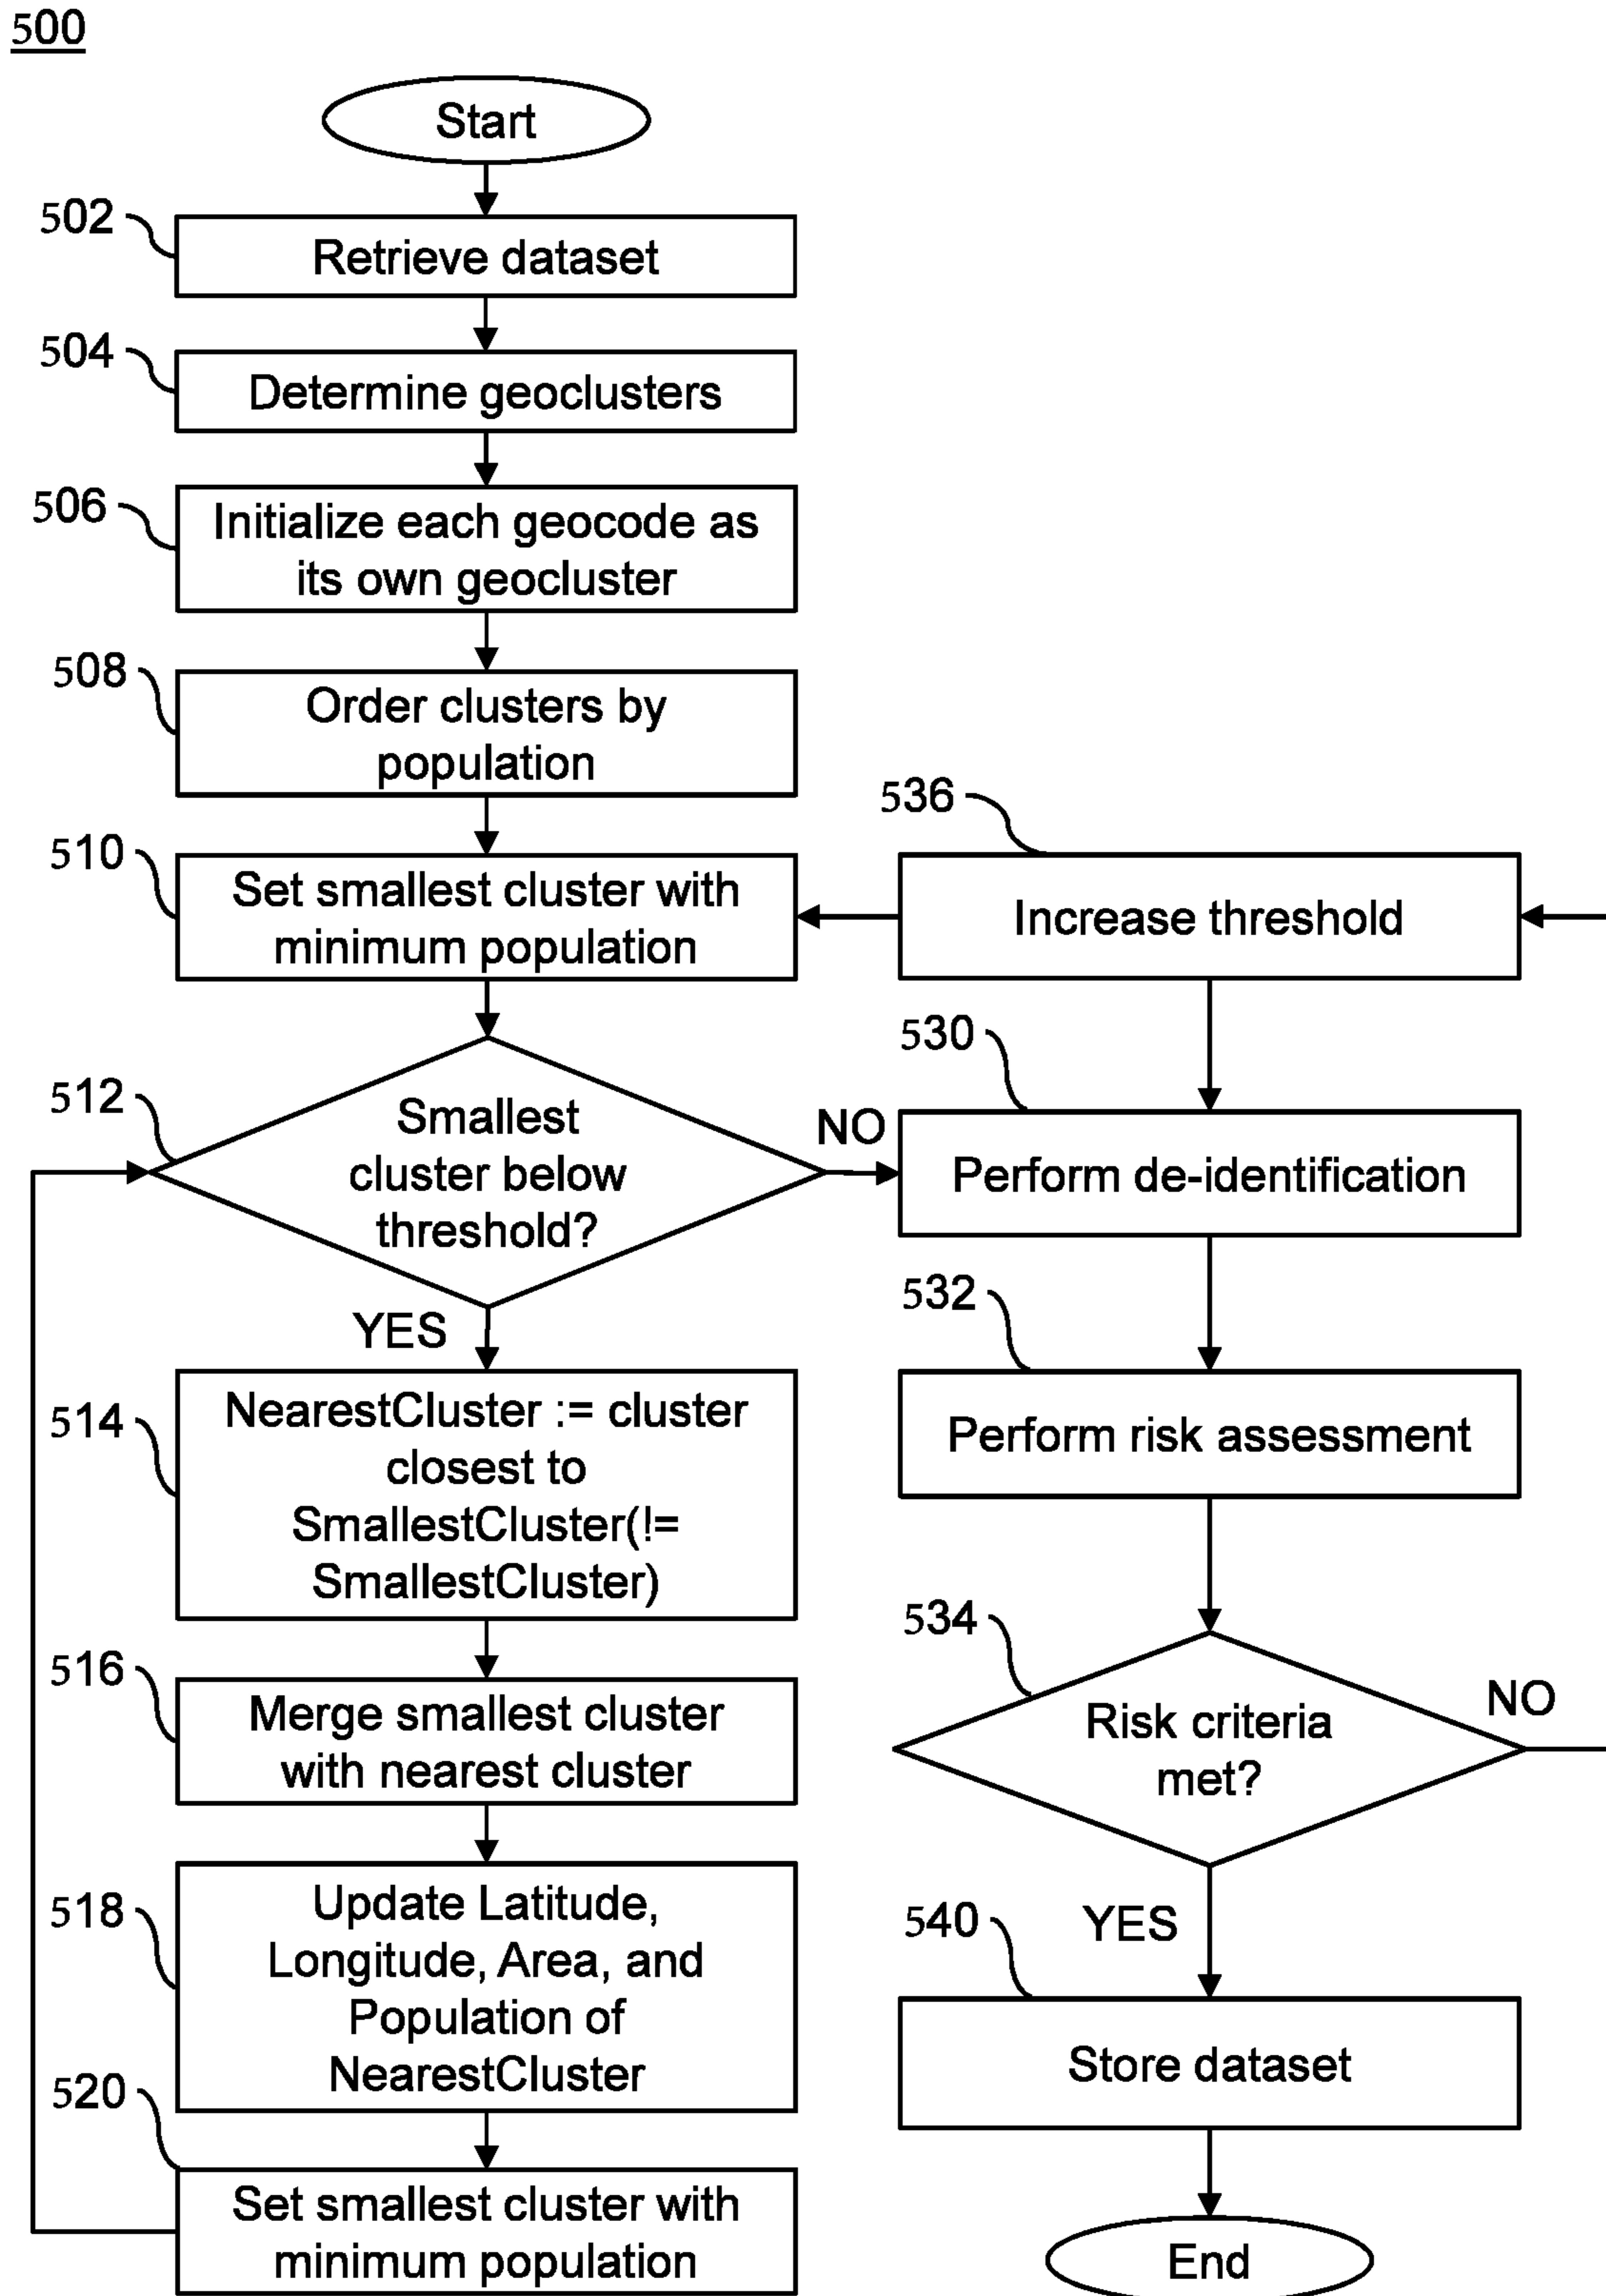 500
Start
502
Retrieve dataset
504
Determine geoclusters
506
Initialize each geocode as
its own geocluster
508
Order clusters by
population
510
Set smallest cluster with
minimum population
512
Smallest
cluster below
threshold?
NO
YES
514
NearestCluster := cluster
closest to
SmallestCluster(!=
SmallestCluster)
516
Merge smallest cluster
with nearest cluster
518
Update Latitude,
Longitude, Area, and
Population of
NearestCluster
520
Set smallest cluster with
minimum population
536
Increase threshold
530
Perform de-identification
532
Perform risk assessment
534
Risk criteria
met?
NO
YES
540
Store dataset
End